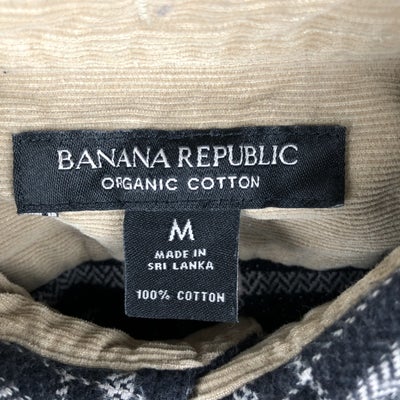 BANANA REPUBLIC
ORGANIC COTTON
M
MADE IN
SRI LANKA
100% COTTON